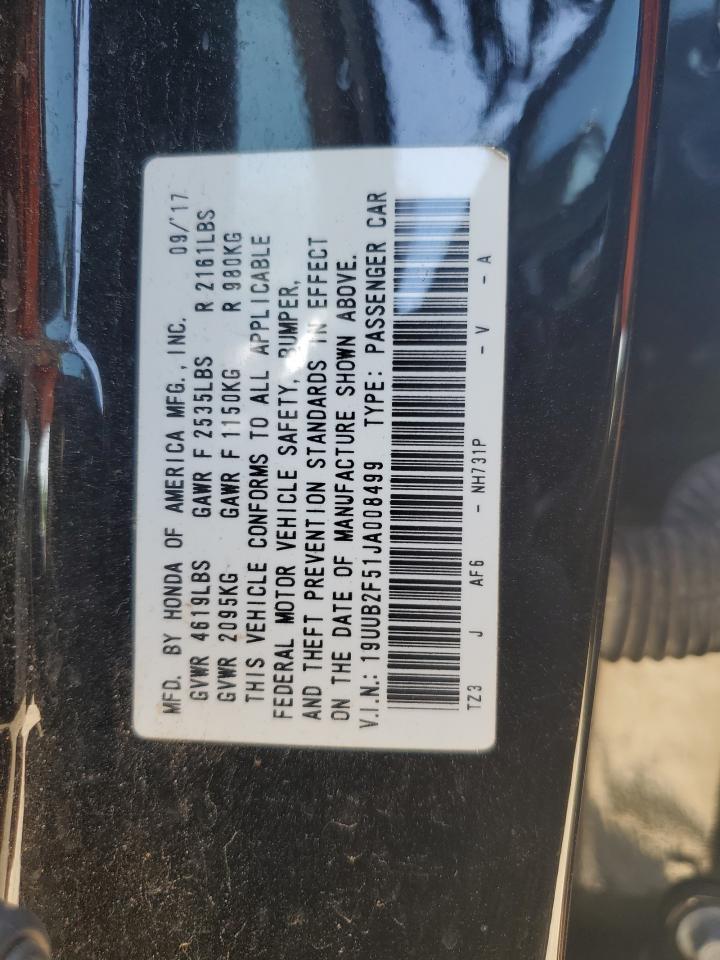 MFD. BY HONDA OF AMERICA MFG., INC. 09/'17
GVWR 4619LBS GAWR F 2535LBS R 2161LBS
GVWR 2095KG GAWR F 1150KG R 980KG
THIS VEHICLE CONFORMS TO ALL APPLICABLE
FEDERAL MOTOR VEHICLE SAFETY, BUMPER,
AND THEFT PREVENTION STANDARDS IN EFFECT
ON THE DATE OF MANUFACTURE SHOWN ABOVE.
V.I.N.: 19UUB2F51JA008499 TYPE: PASSENGER CAR
TZ3 J AF6 - NH731P - V - A